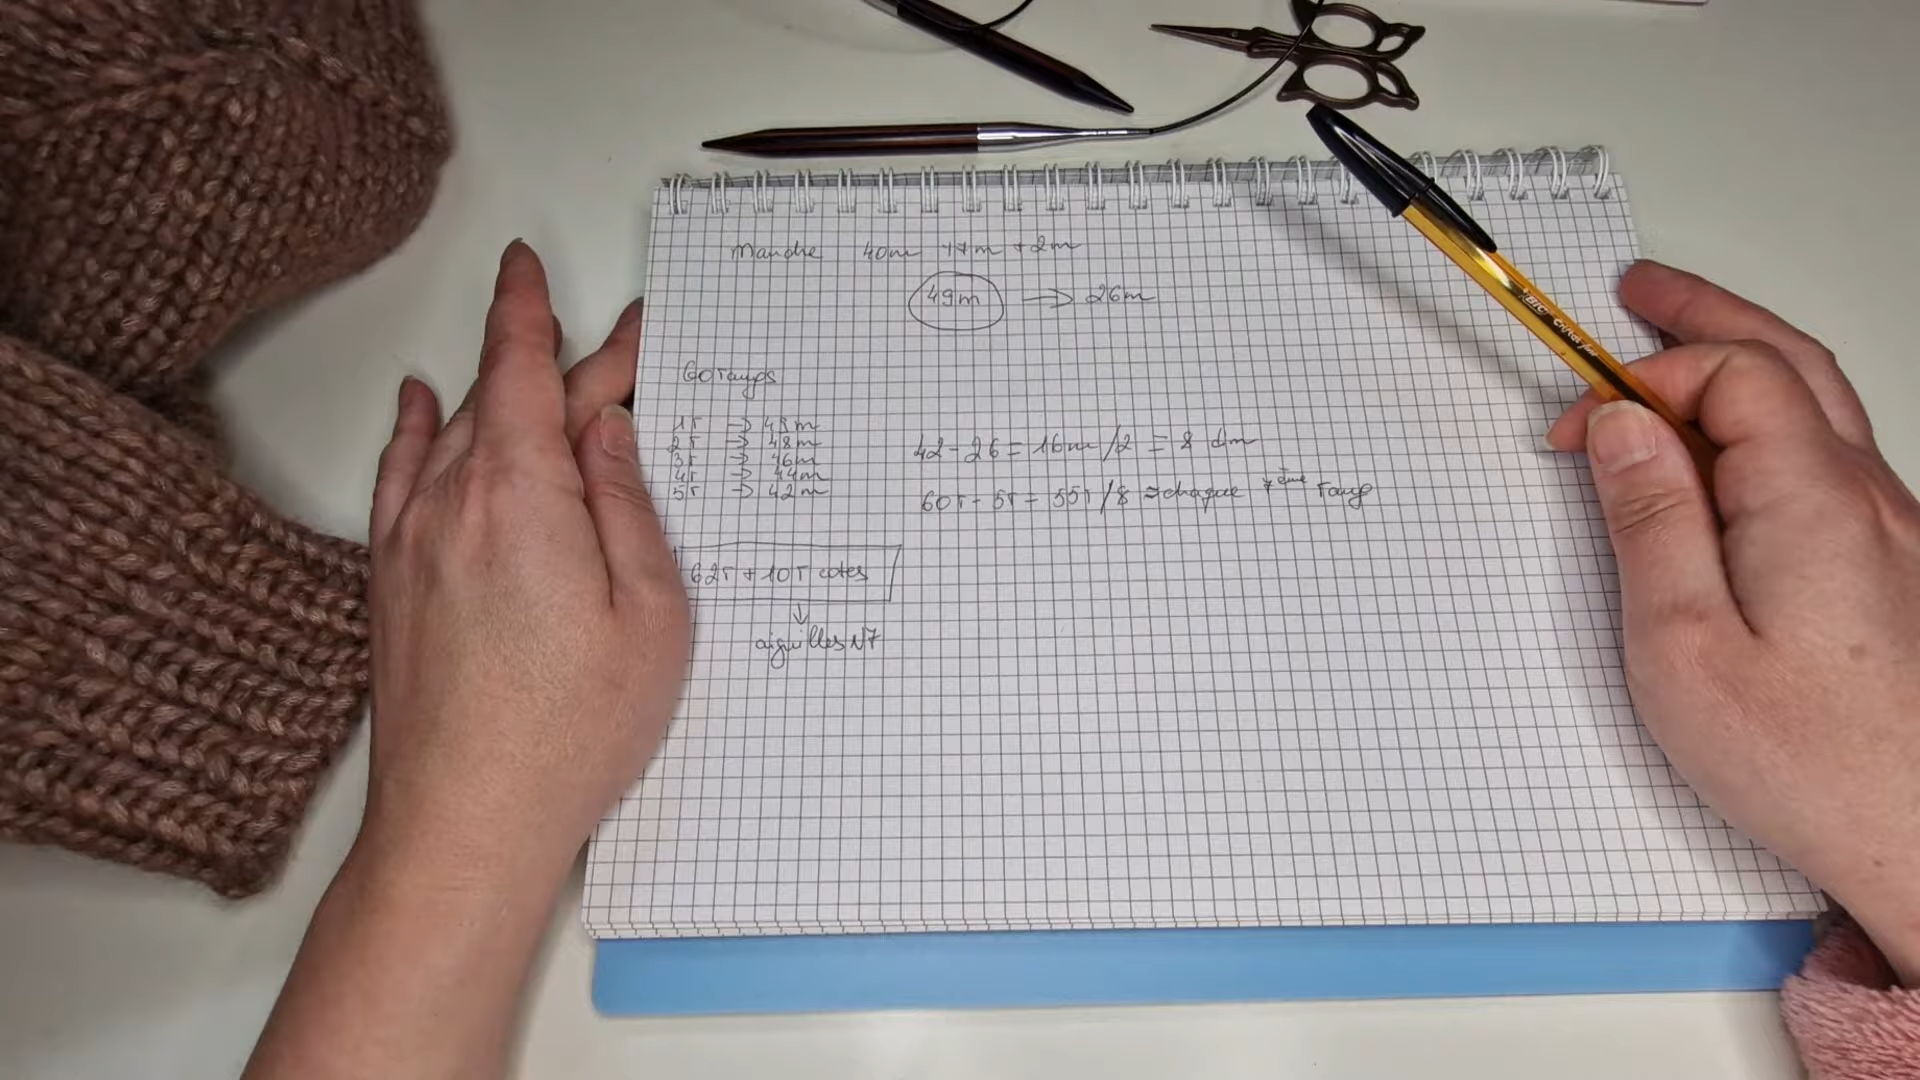 Manche 40m +7m +2m
49m → 26m
60 rangs
1r → 48m
2r → 48m
3r → 46m
4r → 44m
5r → 42m
42-26 = 16m/2 = 8 dm
60r - 5r = 55r/8 ≈ chaque 7ème rang
62r + 10r côtes
↓
aiguilles N7
BIC Cristal fine